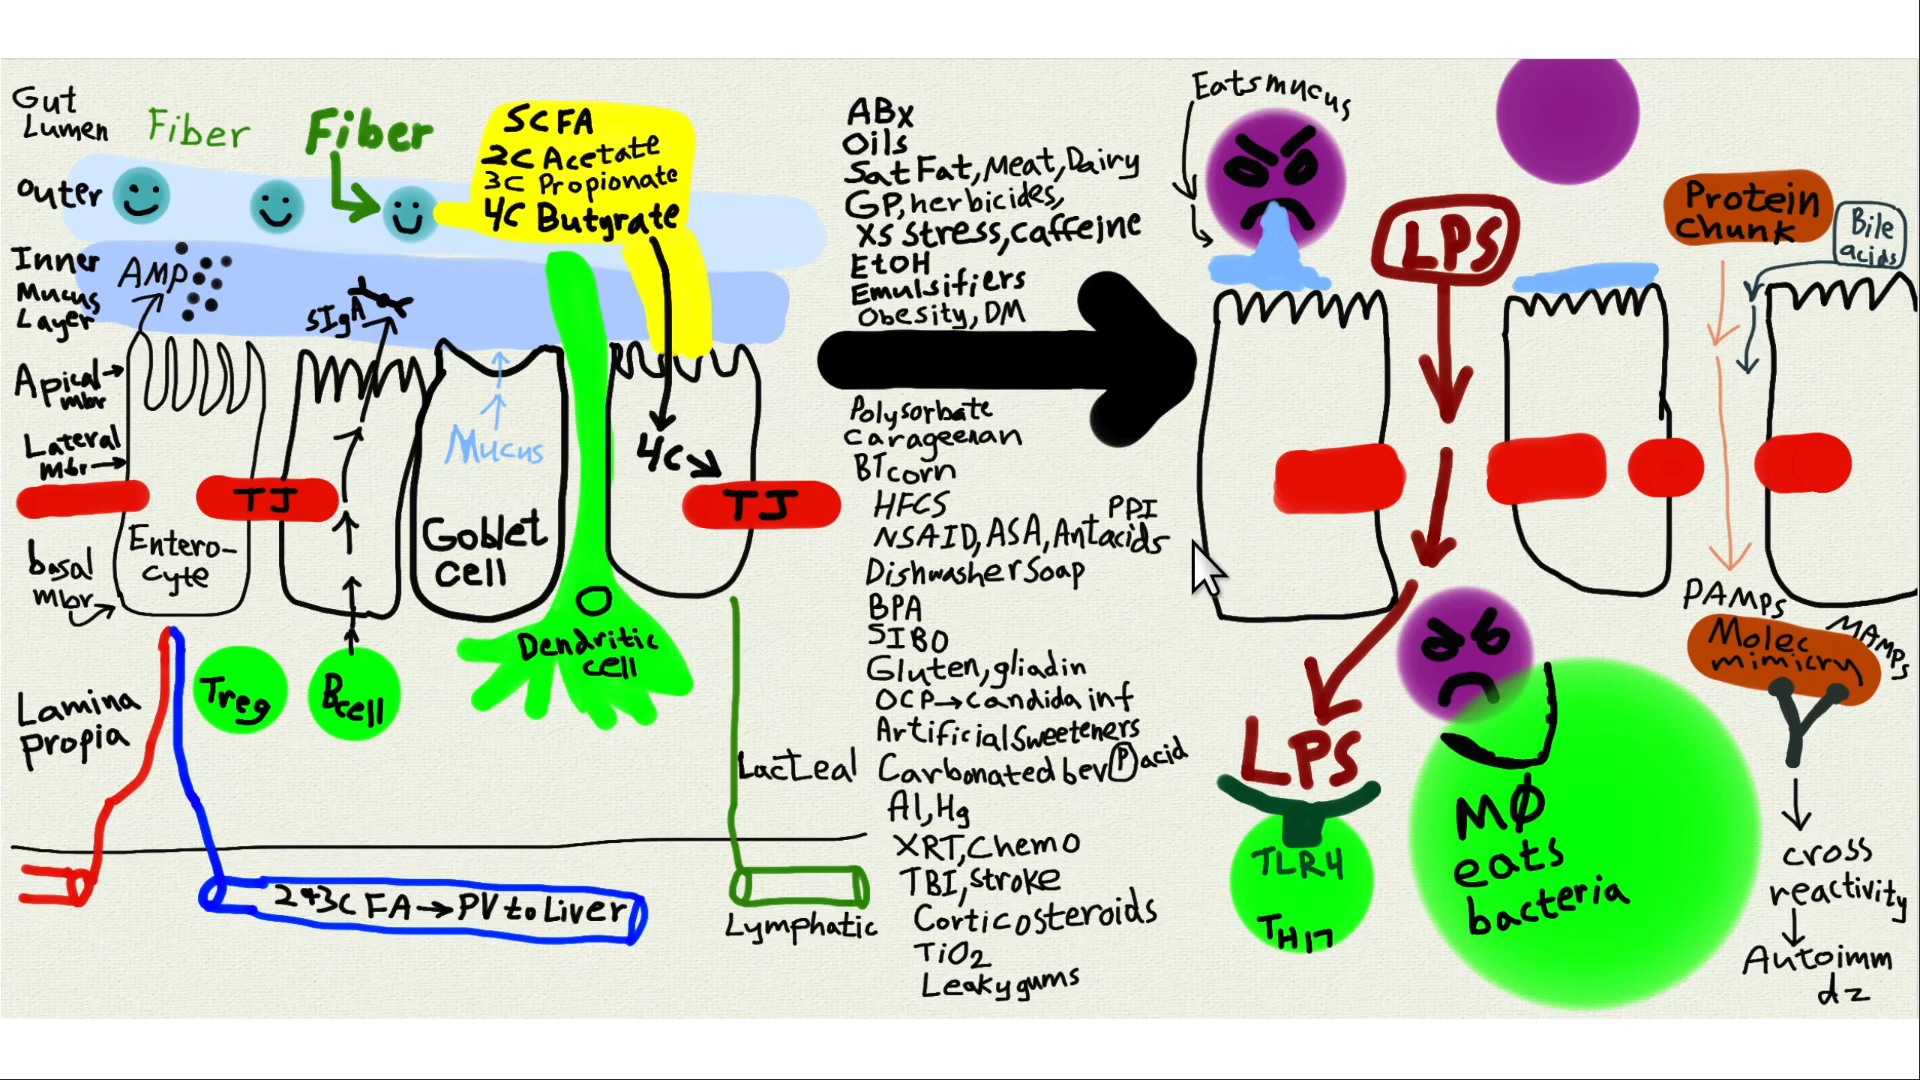 Gut
Lumen
Fiber
Fiber
SCFA
2C Acetate
3C Propionate
4C Butyrate
outer
Inner
Mucus
Layer
AMP
sIgA
Apical
mbr
Lateral
mbr
basal
mbr
Mucus
4C
TJ
TJ
Entero-
cyte
Goblet
cell
Dendritic
cell
Treg
Bcell
Lamina
Propia
Lacteal
2+3C FA→PV to Liver
Lymphatic
ABx
Oils
Sat Fat, Meat, Dairy
GP, herbicides,
XS stress, caffeine
EtOH
Emulsifiers
Obesity, DM
Polysorbate
Carageenan
BTcorn
HFCS
PPI
NSAID, ASA, Antacids
Dishwasher Soap
BPA
SIBO
Gluten, gliadin
OCP→Candida inf
Artificial Sweeteners
Carbonated bev P acid
Al, Hg
XRT, Chemo
TBI, stroke
Corticosteroids
TiO2
Leaky gums
Eats mucus
LPS
Protein
Chunk
Bile
acids
PAMPs
MAMPs
Molec
mimicry
LPS
TLR4
TH17
MØ
eats
bacteria
cross
reactivity
Autoimm
dz